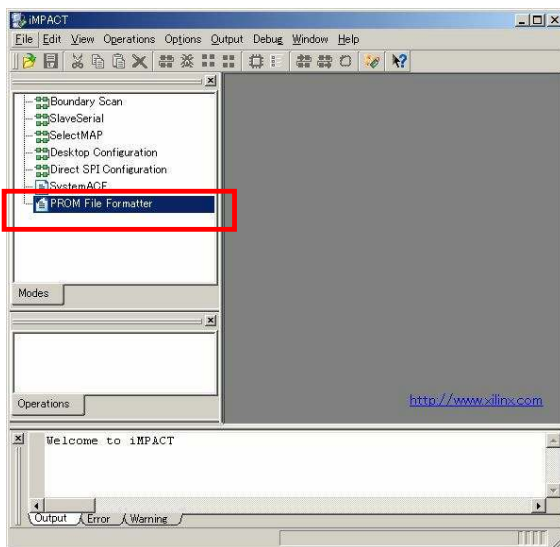 iMPACT
File Edit View Operations Options Output Debug Window Help
Boundary Scan
SlaveSerial
SelectMAP
Desktop Configuration
Direct SPI Configuration
SystemACE
PROM File Formatter
Modes
Operations
http://www.xilinx.com
Welcome to iMPACT
Output Error Warning